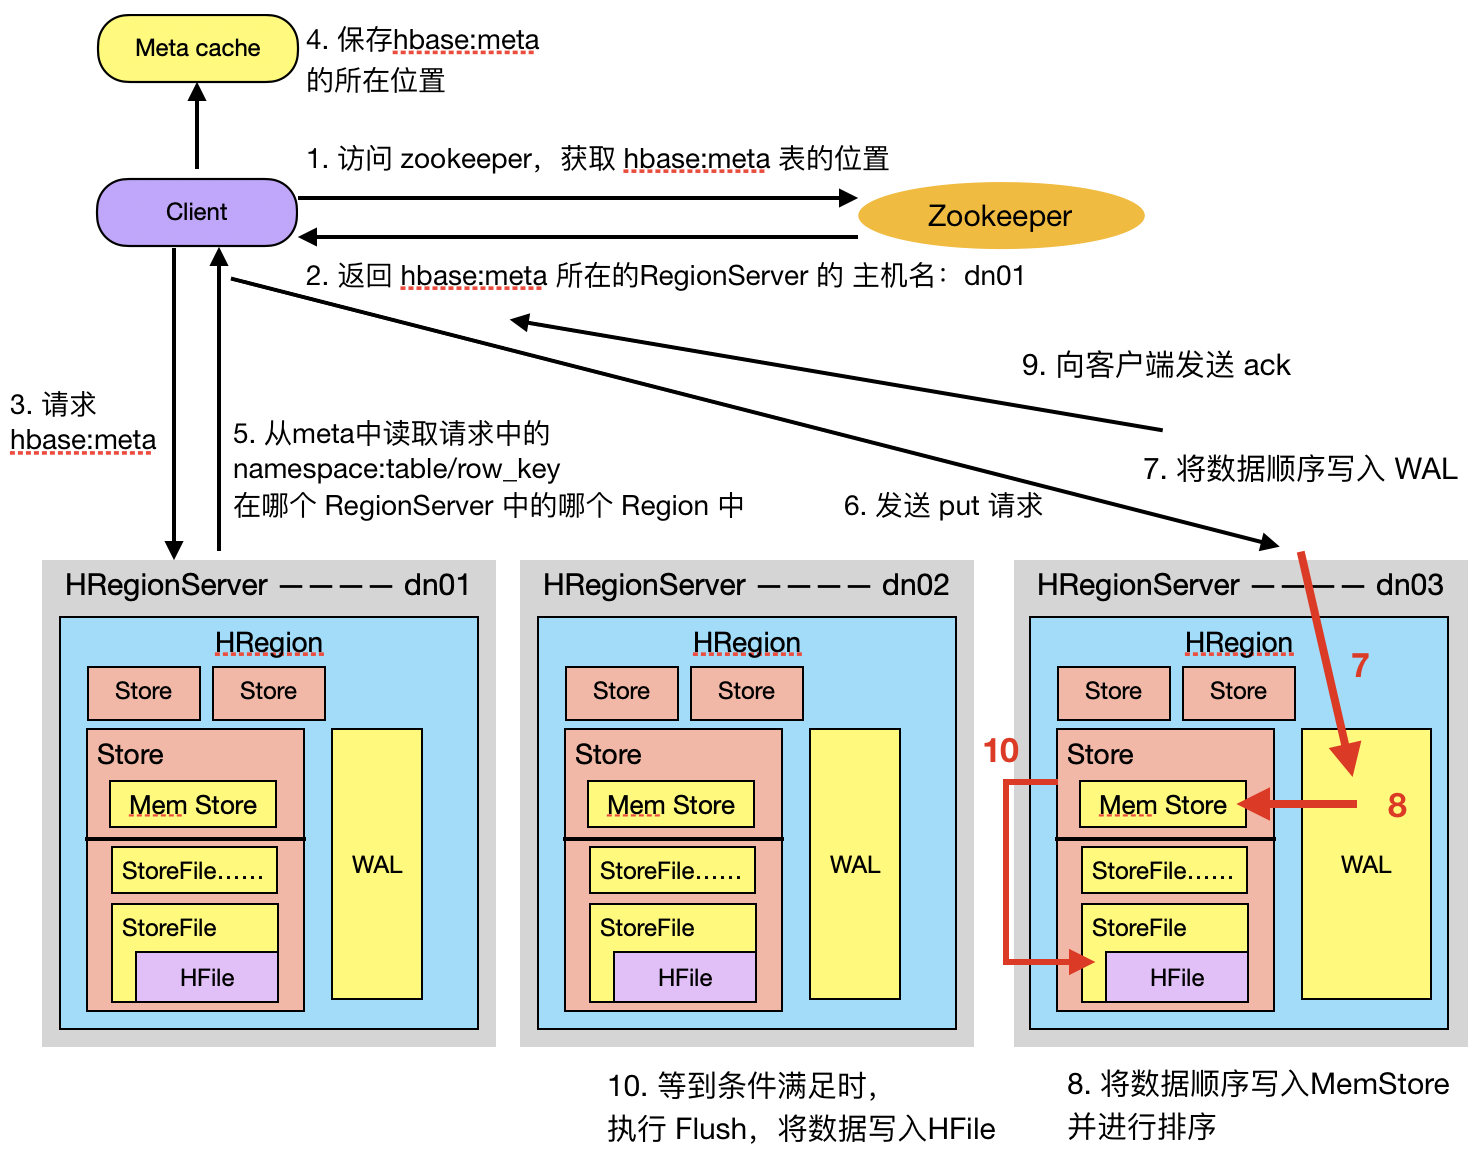 Meta cache
4. 保存hbase:meta
的所在位置
1. 访问 zookeeper，获取 hbase:meta 表的位置
Client
Zookeeper
2. 返回 hbase:meta 所在的RegionServer 的 主机名：dn01
9. 向客户端发送 ack
3. 请求
hbase:meta
5. 从meta中读取请求中的
namespace:table/row_key
在哪个 RegionServer 中的哪个 Region 中
7. 将数据顺序写入 WAL
6. 发送 put 请求
HRegionServer ———— dn01
HRegion
Store
Store
Store
Mem Store
StoreFile......
StoreFile
HFile
WAL
HRegionServer ———— dn02
HRegion
Store
Store
Store
Mem Store
StoreFile......
StoreFile
HFile
WAL
HRegionServer ———— dn03
HRegion
7
Store
Store
10
Store
Mem Store
8
StoreFile......
StoreFile
HFile
WAL
10. 等到条件满足时，
执行 Flush，将数据写入HFile
8. 将数据顺序写入MemStore
并进行排序